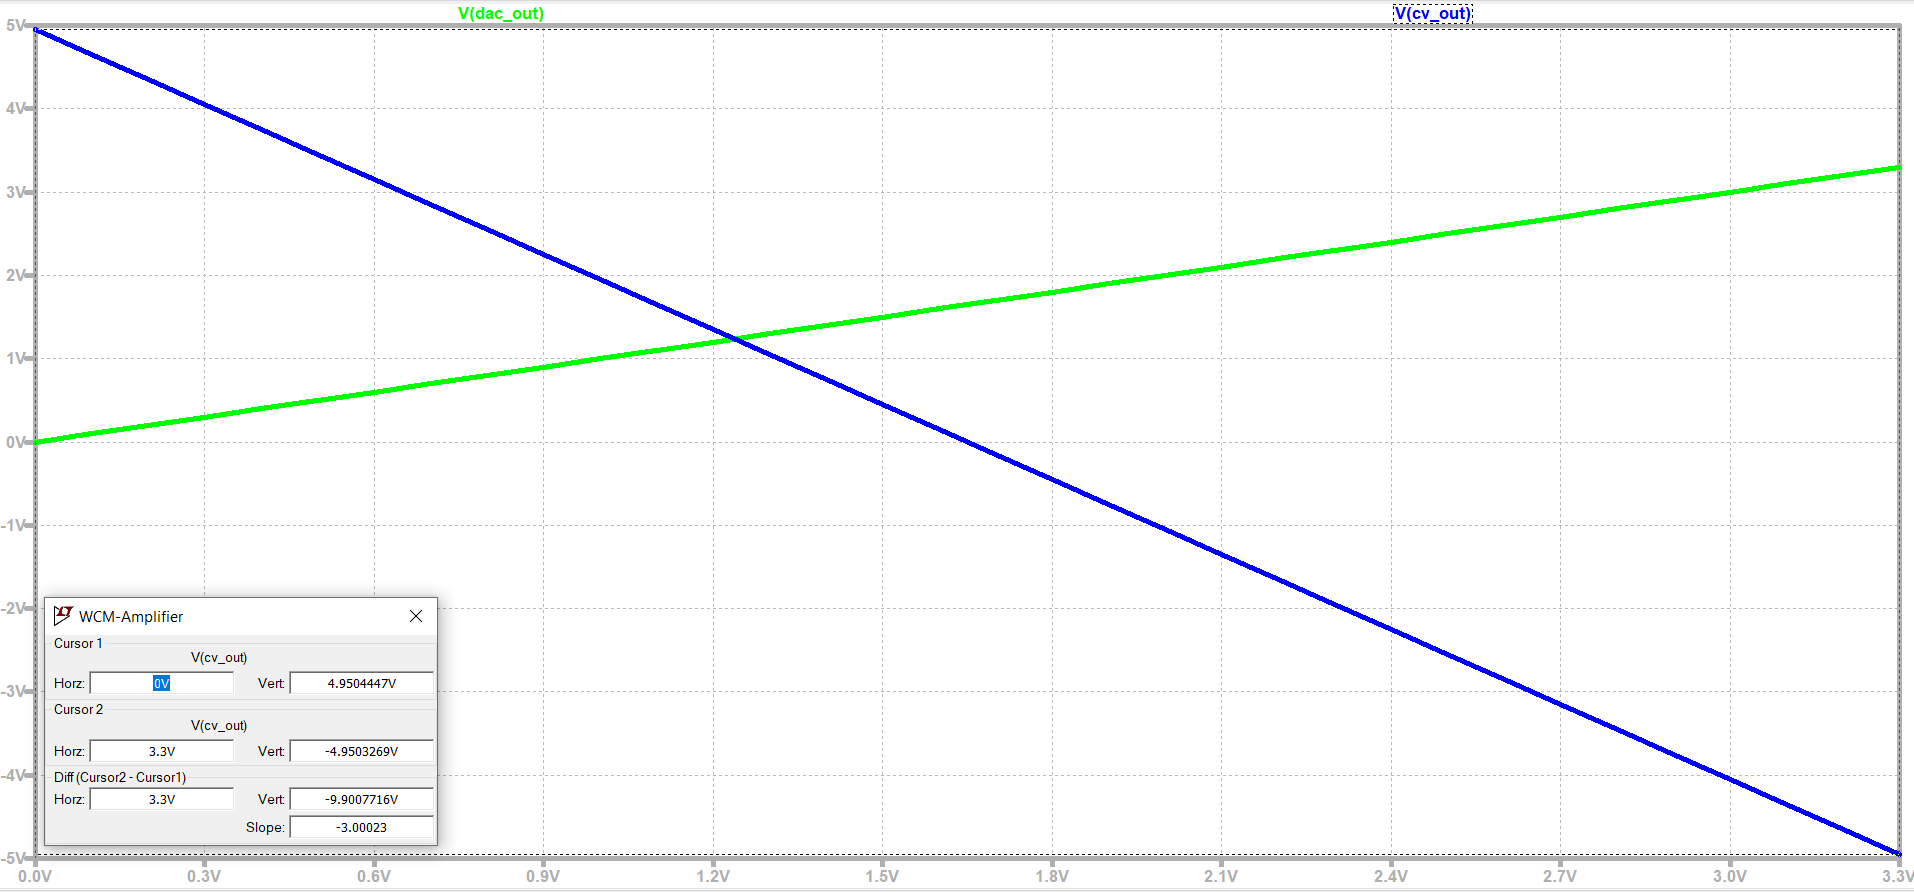 V(dac_out) V(cv_out)
5V
4V
3V
2V
1V
0V
-1V
-2V
-3V
-4V
-5V
WCM-Amplifier
Cursor 1
V(cv_out)
Horz: 0V Vert: 4.9504447V
Cursor 2
V(cv_out)
Horz: 3.3V Vert: -4.9503269V
Diff (Cursor2 - Cursor1)
Horz: 3.3V Vert: -9.9007716V
Slope: -3.00023
0.0V 0.3V 0.6V 0.9V 1.2V 1.5V 1.8V 2.1V 2.4V 2.7V 3.0V 3.3V